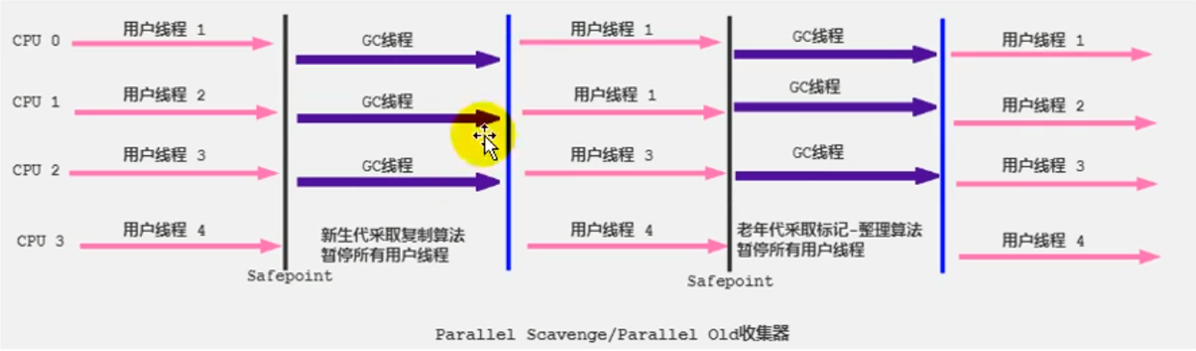 CPU 0
用户线程 1
GC线程
用户线程 1
GC线程
用户线程 1
CPU 1
用户线程 2
GC线程
用户线程 1
GC线程
用户线程 2
CPU 2
用户线程 3
GC线程
用户线程 3
GC线程
用户线程 3
CPU 3
用户线程 4
新生代采取复制算法
暂停所有用户线程
用户线程 4
老年代采取标记-整理算法
暂停所有用户线程
用户线程 4
Safepoint
Safepoint
Parallel Scavenge/Parallel Old收集器